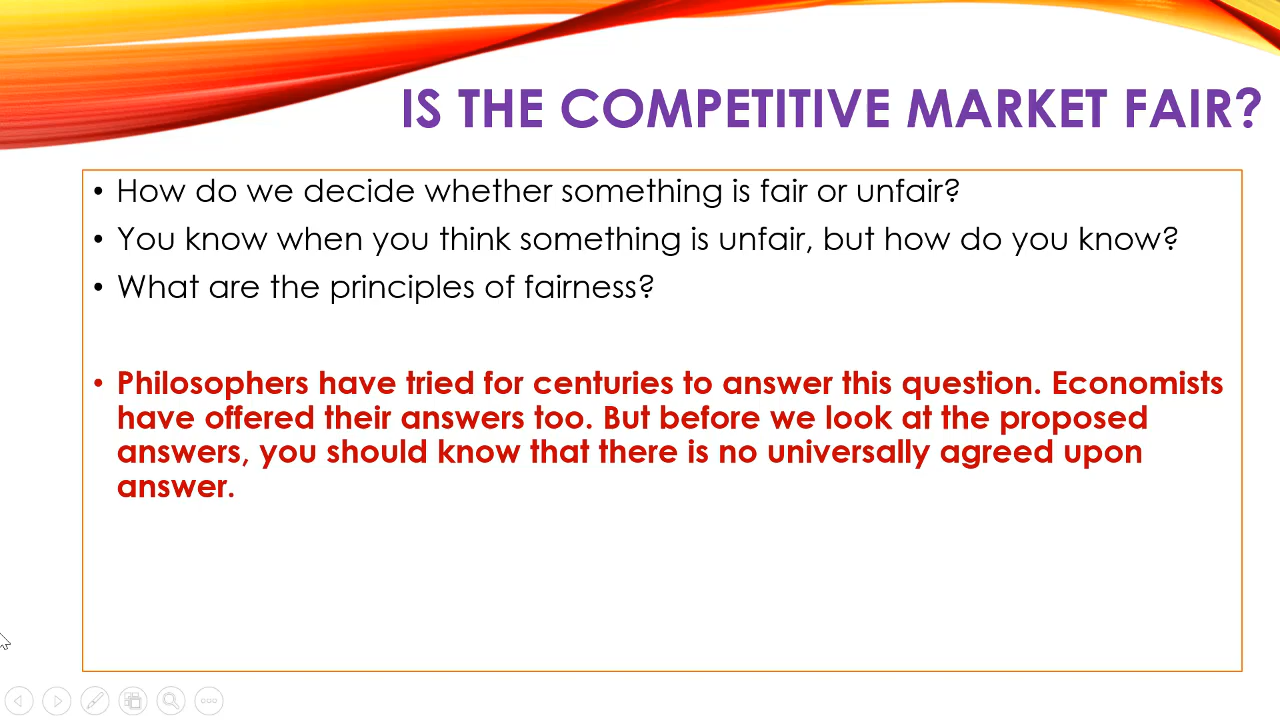 IS THE COMPETITIVE MARKET FAIR?
• How do we decide whether something is fair or unfair?
• You know when you think something is unfair, but how do you know?
• What are the principles of fairness?
• Philosophers have tried for centuries to answer this question. Economists
have offered their answers too. But before we look at the proposed
answers, you should know that there is no universally agreed upon
answer.